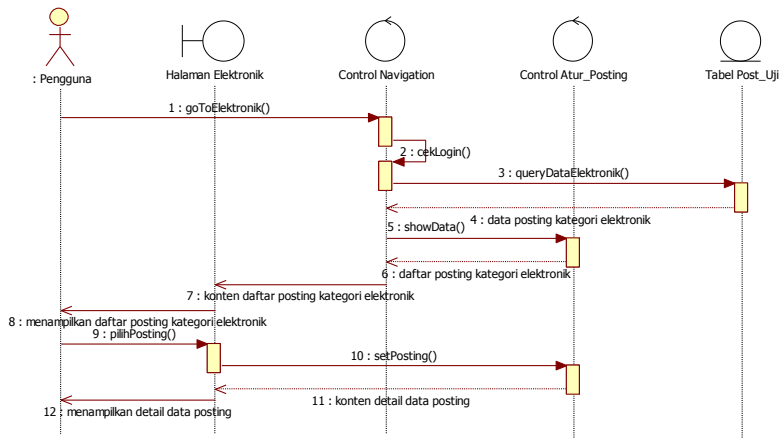 : Pengguna
Halaman Elektronik
Control Navigation
Control Atur_Posting
Tabel Post_Uji
1 : goToElektronik()
2 : cekLogin()
3 : queryDataElektronik()
4 : data posting kategori elektronik
5 : showData()
6 : daftar posting kategori elektronik
7 : konten daftar posting kategori elektronik
8 : menampilkan daftar posting kategori elektronik
9 : pilihPosting()
10 : setPosting()
11 : konten detail data posting
12 : menampilkan detail data posting